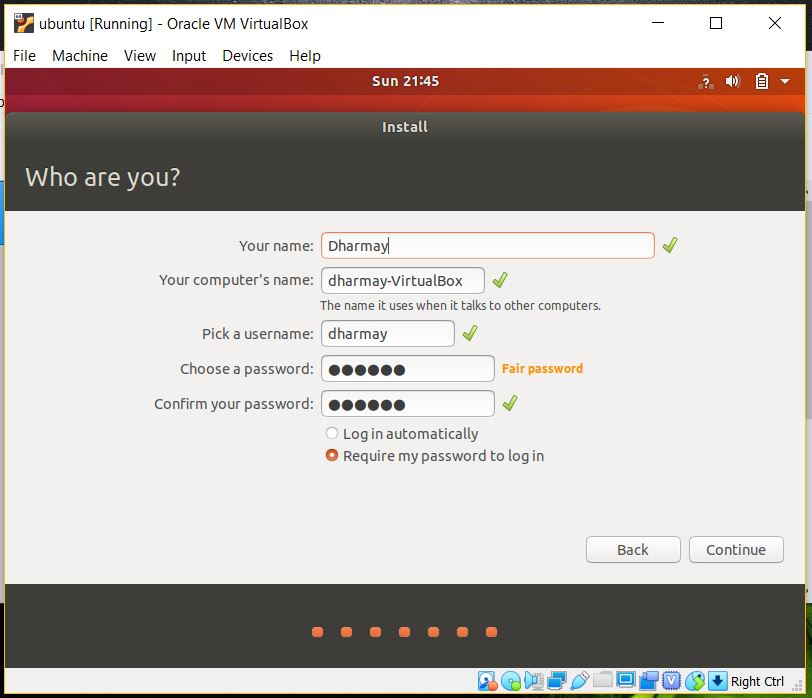 ubuntu [Running] - Oracle VM VirtualBox
File Machine View Input Devices Help
Sun 21:45
?
Install
Who are you?
Your name: Dharmay
Your computer's name: dharmay-VirtualBox
The name it uses when it talks to other computers.
Pick a username: dharmay
Choose a password: ●●●●●● Fair password
Confirm your password: ●●●●●●
Log in automatically
Require my password to log in
Back Continue
V Right Ctrl